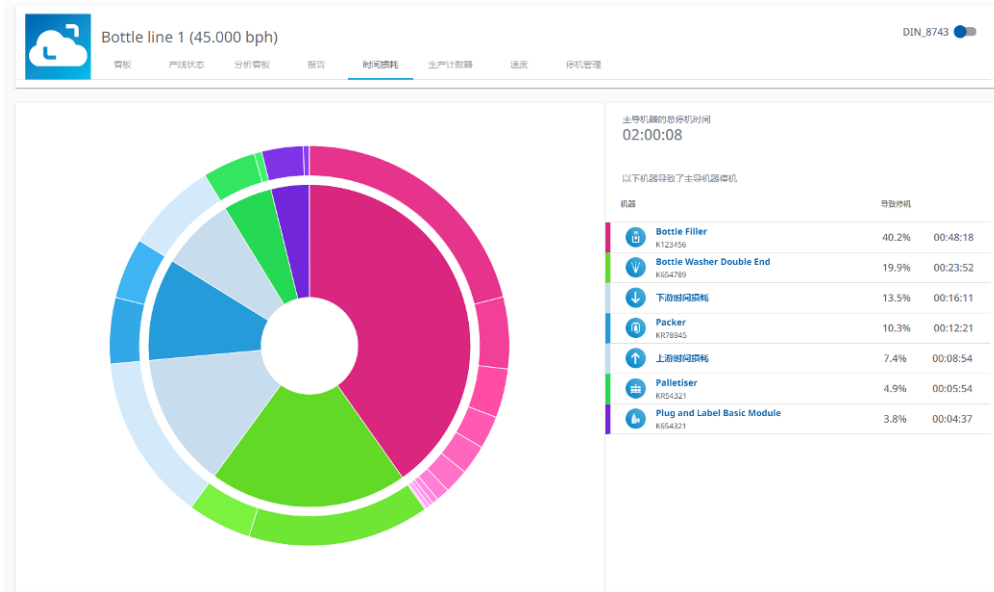 Bottle line 1 (45.000 bph)
DIN_8743
看板 产线状态 分析看板 报告 时间损耗 生产计数器 速度 停机管理
主导机器的总停机时间
02:00:08
以下机器导致了主导机器停机
机器 导致停机
Bottle Filler
K123456
40.2% 00:48:18
Bottle Washer Double End
K654789
19.9% 00:23:52
下游时间损耗 13.5% 00:16:11
Packer
KR78945
10.3% 00:12:21
上游时间损耗 7.4% 00:08:54
Palletiser
KR54321
4.9% 00:05:54
Plug and Label Basic Module
K654321
3.8% 00:04:37